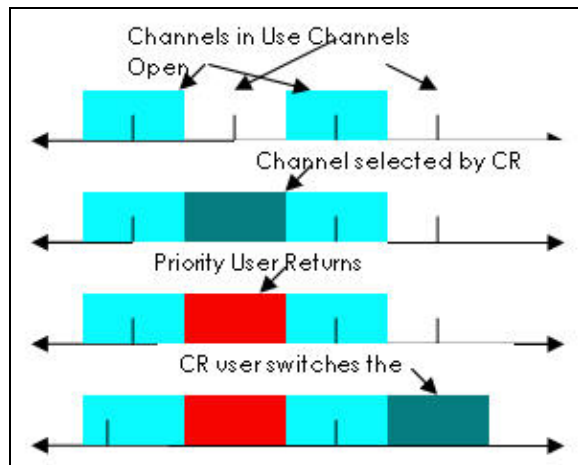 Channels in Use Channels
Open
Channel selected by CR
Priority User Returns
CR user switches the